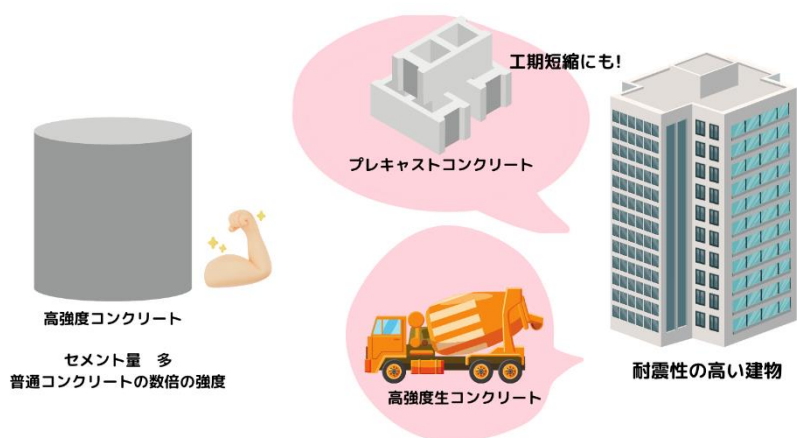 高強度コンクリート
セメント量　多
普通コンクリートの数倍の強度
工期短縮にも!
プレキャストコンクリート
高強度生コンクリート
耐震性の高い建物